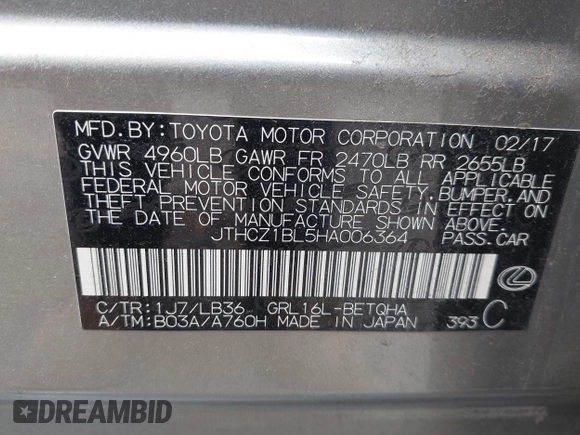 MFD.BY:TOYOTA MOTOR CORPORATION 02/17
GVWR 4960LB GAWR FR 2470LB RR 2655LB
THIS VEHICLE CONFORMS TO ALL APPLICABLE
FEDERAL MOTOR VEHICLE SAFETY, BUMPER, AND
THEFT PREVENTION STANDARDS IN EFFECT ON
THE DATE OF MANUFACTURE SHOWN ABOVE.
JTHCZ1BL5HA006364 PASS.CAR
C/TR:1J7/LB36 GRL16L-BETQHA
A/TM:B03A/A760H MADE IN JAPAN 393 C
DREAMBID